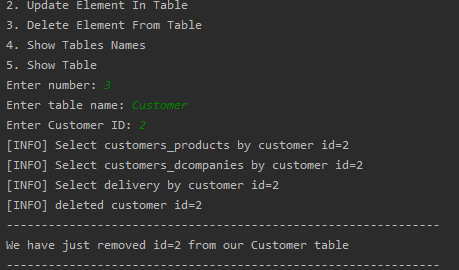 2. Update Element In Table
3. Delete Element From Table
4. Show Tables Names
5. Show Table
Enter number: 3
Enter table name: Customer
Enter Customer ID: 2
[INFO] Select customers_products by customer id=2
[INFO] Select customers_dcompanies by customer id=2
[INFO] Select delivery by customer id=2
[INFO] deleted customer id=2
--------------------------------------------------------------
We have just removed id=2 from our Customer table
--------------------------------------------------------------